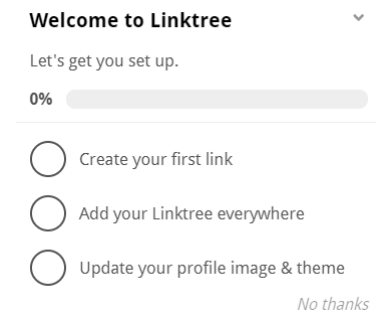 Welcome to Linktree
Let's get you set up.
0%
Create your first link
Add your Linktree everywhere
Update your profile image & theme
No thanks